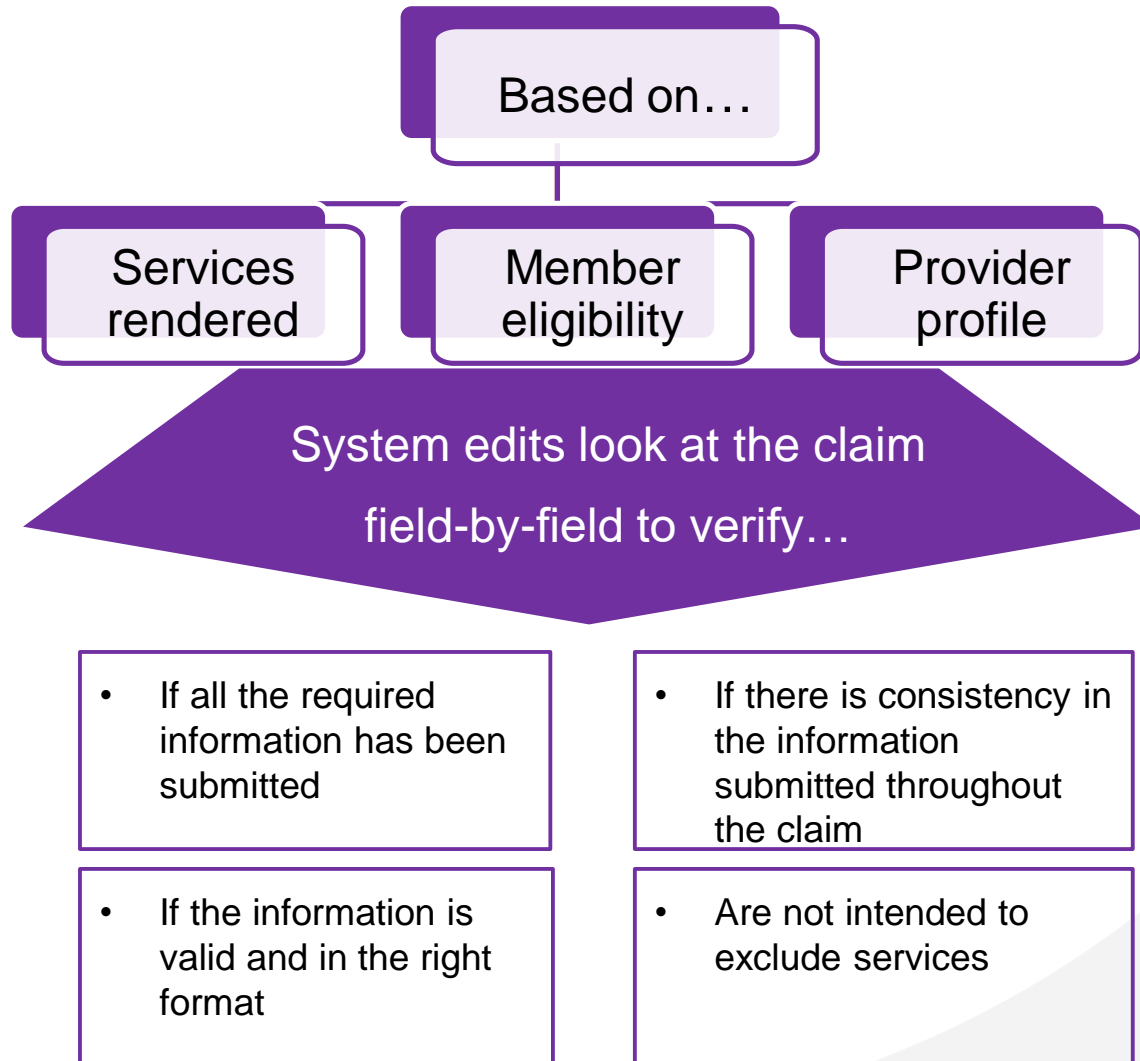 Based on…
Services
rendered
Member
eligibility
Provider
profile
System edits look at the claim
field-by-field to verify…
• If all the required
information has been
submitted
• If there is consistency in
the information
submitted throughout
the claim
• If the information is
valid and in the right
format
• Are not intended to
exclude services